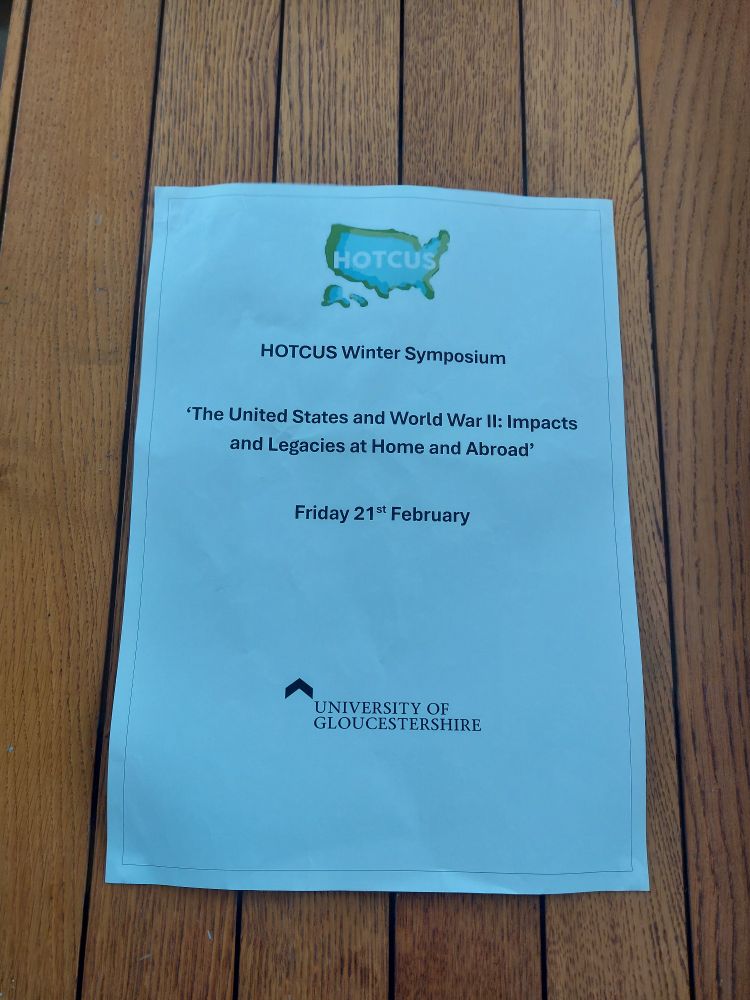 HOTCUS
HOTCUS Winter Symposium
‘The United States and World War II: Impacts
and Legacies at Home and Abroad’
Friday 21st February
UNIVERSITY OF
GLOUCESTERSHIRE